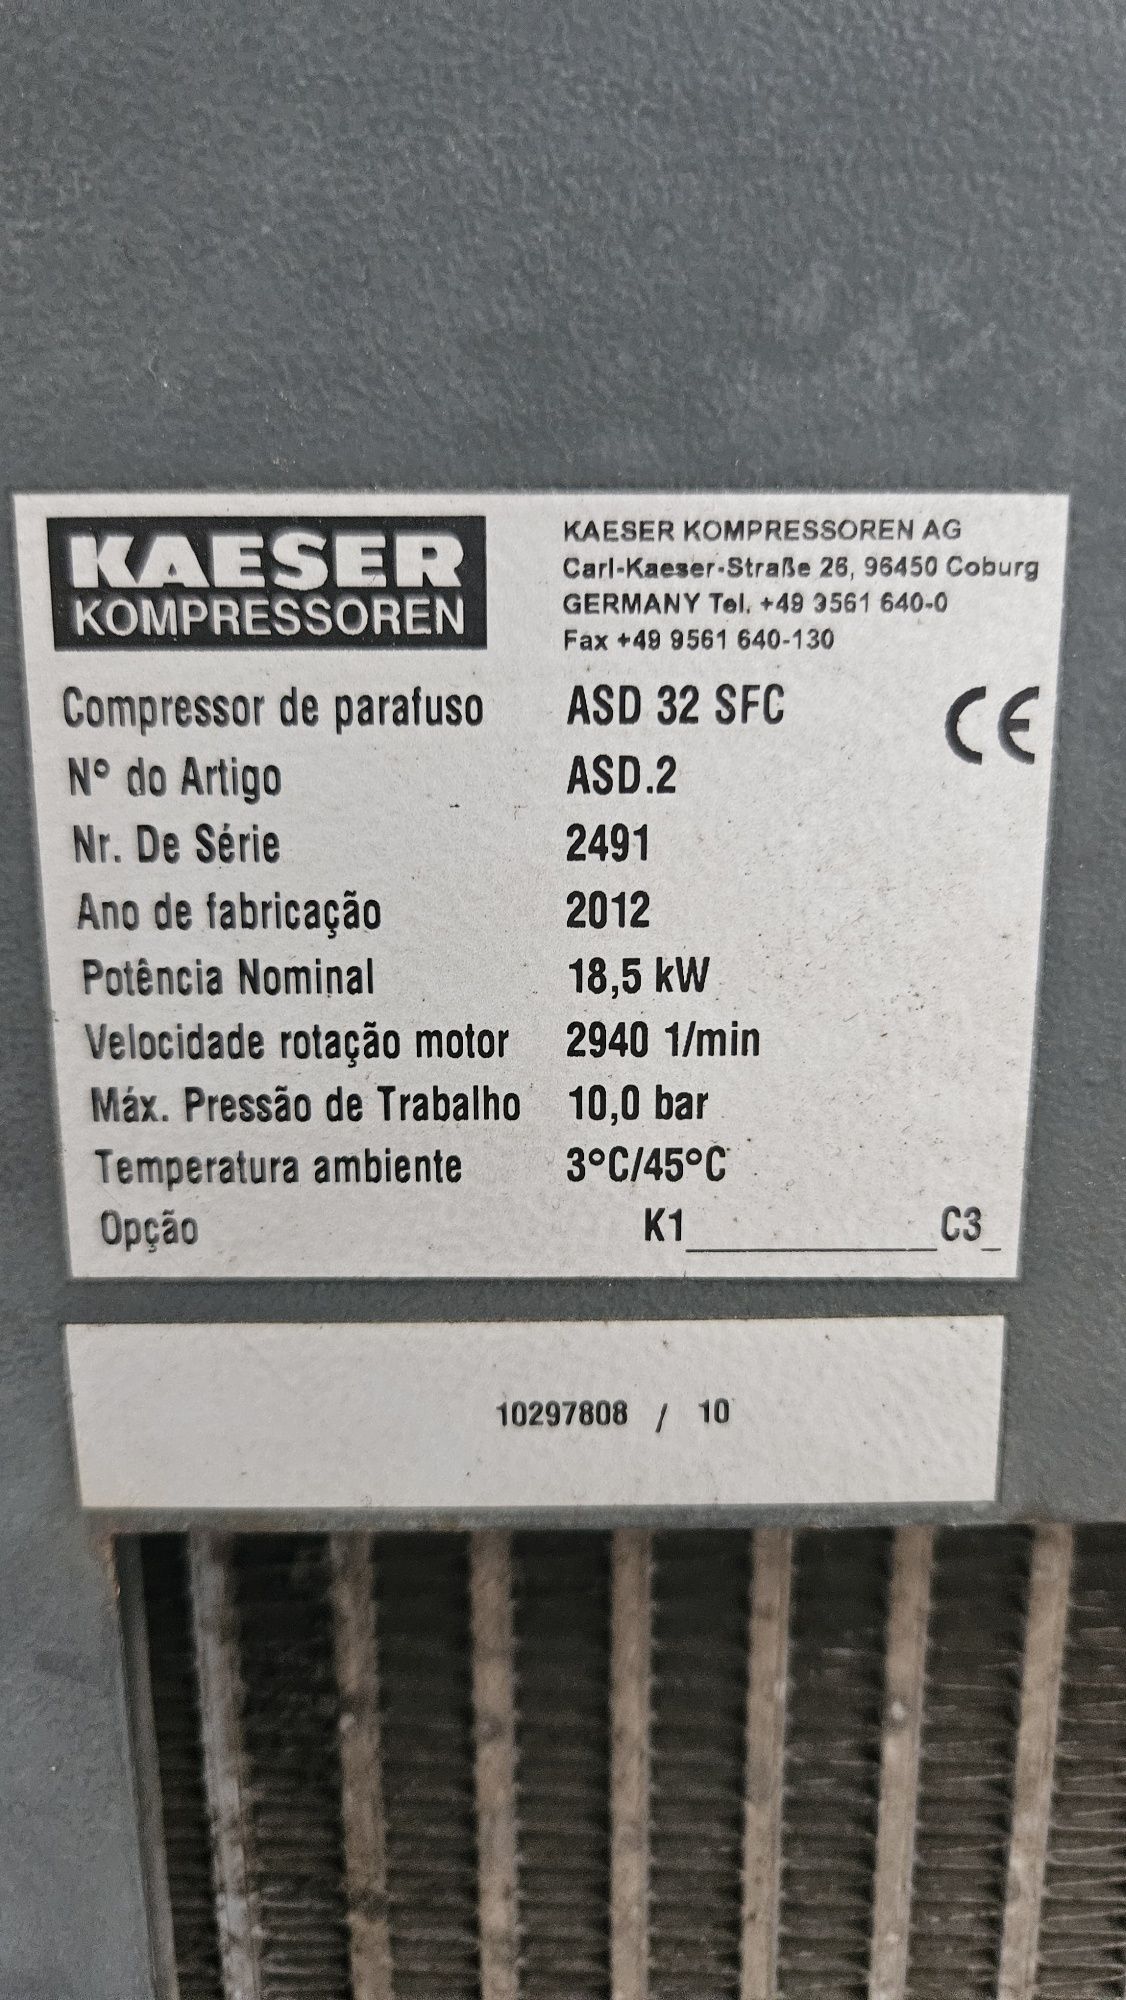 KAESER
KOMPRESSOREN
KAESER KOMPRESSOREN AG
Carl-Kaeser-Straße 26, 96450 Coburg
GERMANY Tel. +49 9561 640-0
Fax +49 9561 640-130
Compressor de parafuso ASD 32 SFC
CE
Nº do Artigo ASD.2
Nr. De Série 2491
Ano de fabricação 2012
Potência Nominal 18,5 kW
Velocidade rotação motor 2940 1/min
Máx. Pressão de Trabalho 10,0 bar
Temperatura ambiente 3°C/45°C
Opção K1__________C3_
10297808 / 10